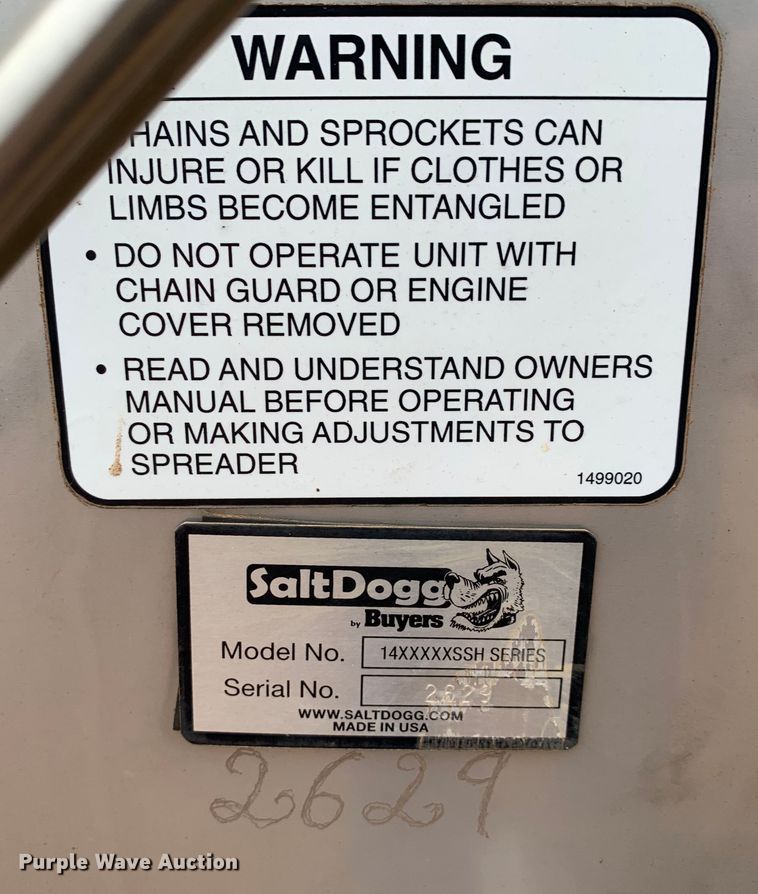 WARNING
HAINS AND SPROCKETS CAN
INJURE OR KILL IF CLOTHES OR
LIMBS BECOME ENTANGLED
• DO NOT OPERATE UNIT WITH
CHAIN GUARD OR ENGINE
COVER REMOVED
• READ AND UNDERSTAND OWNERS
MANUAL BEFORE OPERATING
OR MAKING ADJUSTMENTS TO
SPREADER
1499020
SaltDogg
by Buyers
Model No. 14XXXXXSSH SERIES
Serial No. 2629
WWW.SALTDOGG.COM
MADE IN USA
2629
Purple Wave Auction